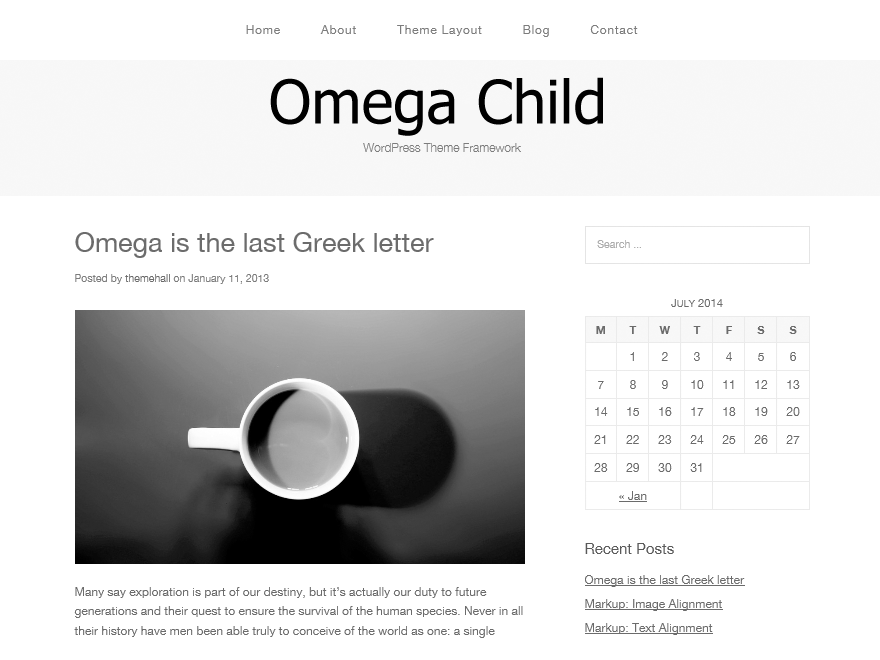 Home About Theme Layout Blog Contact
Omega Child
WordPress Theme Framework
Omega is the last Greek letter
Posted by themehall on January 11, 2013
Many say exploration is part of our destiny, but it’s actually our duty to future
generations and their quest to ensure the survival of the human species. Never in all
their history have men been able truly to conceive of the world as one: a single
Search ...
JULY 2014
M T W T F S S
1 2 3 4 5 6
7 8 9 10 11 12 13
14 15 16 17 18 19 20
21 22 23 24 25 26 27
28 29 30 31
« Jan
Recent Posts
Omega is the last Greek letter
Markup: Image Alignment
Markup: Text Alignment